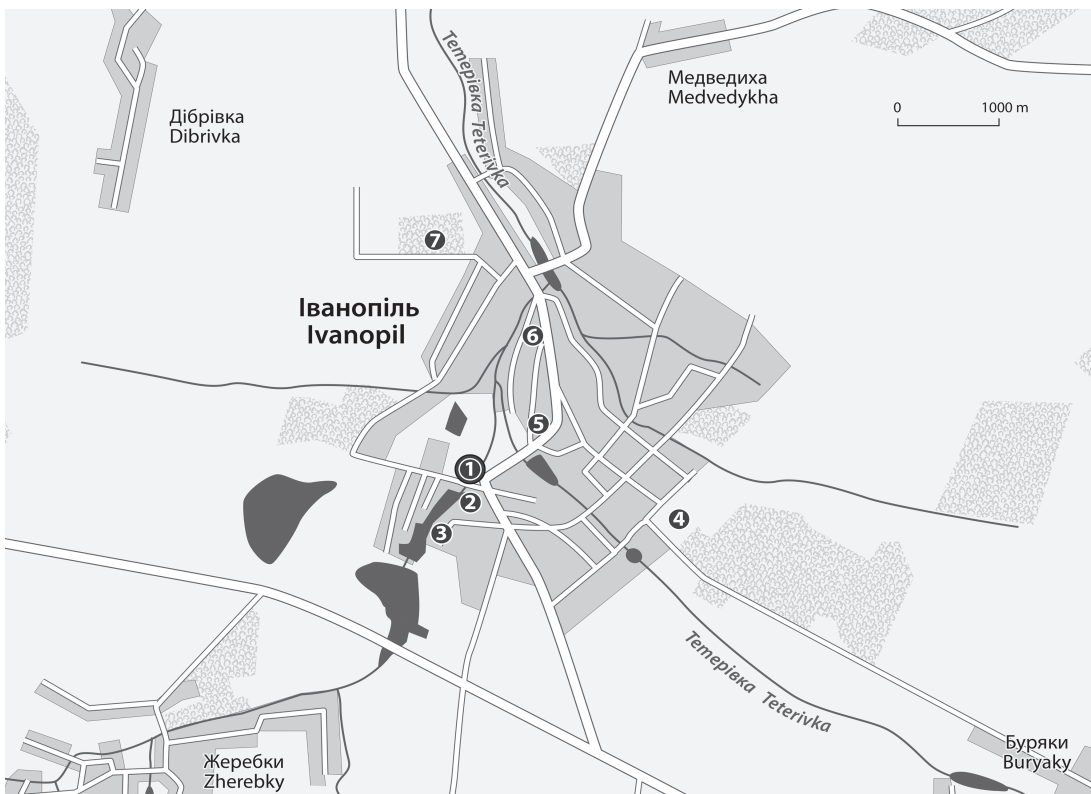 Тетерівка Teterivka
Медведиха
Medvedykha
0 1000 m
Дібрівка
Dibrivka
7
Іванопіль
Ivanopil
6
5
1
2
3
4
Тетерівка Teterivka
Жеребки
Zherebky
Буряки
Buryaky